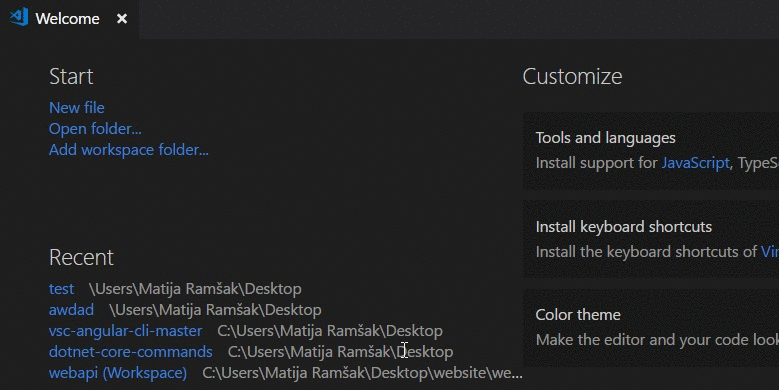 Welcome
Start
New file
Open folder...
Add workspace folder...
Recent
test \Users\Matija Ramšak\Desktop
awdad \Users\Matija Ramšak\Desktop
vsc-angular-cli-master C:\Users\Matija Ramšak\Desktop
dotnet-core-commands C:\Users\Matija Ramšak\Desktop
webapi (Workspace) C:\Users\Matija Ramšak\Desktop\website\we...
Customize
Tools and languages
Install support for JavaScript, TypeS
Install keyboard shortcuts
Install the keyboard shortcuts of Vi
Color theme
Make the editor and your code look